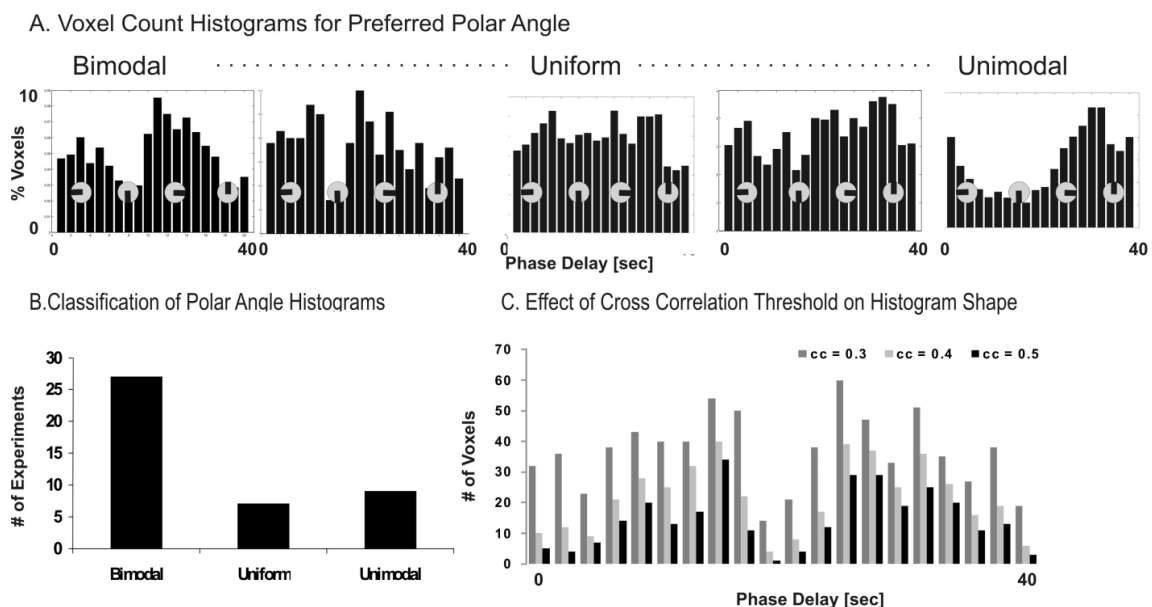 A. Voxel Count Histograms for Preferred Polar Angle
Bimodal Uniform Unimodal
10
% Voxels
0
0 40 0 40 0 0 40 0 40
Phase Delay [sec]
B.Classification of Polar Angle Histograms
30
25
20
15
10
5
0
# of Experiments
Bimodal Uniform Unimodal
C. Effect of Cross Correlation Threshold on Histogram Shape
70
60
50
40
30
20
10
0
# of Voxels
cc = 0.3 cc = 0.4 cc = 0.5
0 40
Phase Delay [sec]